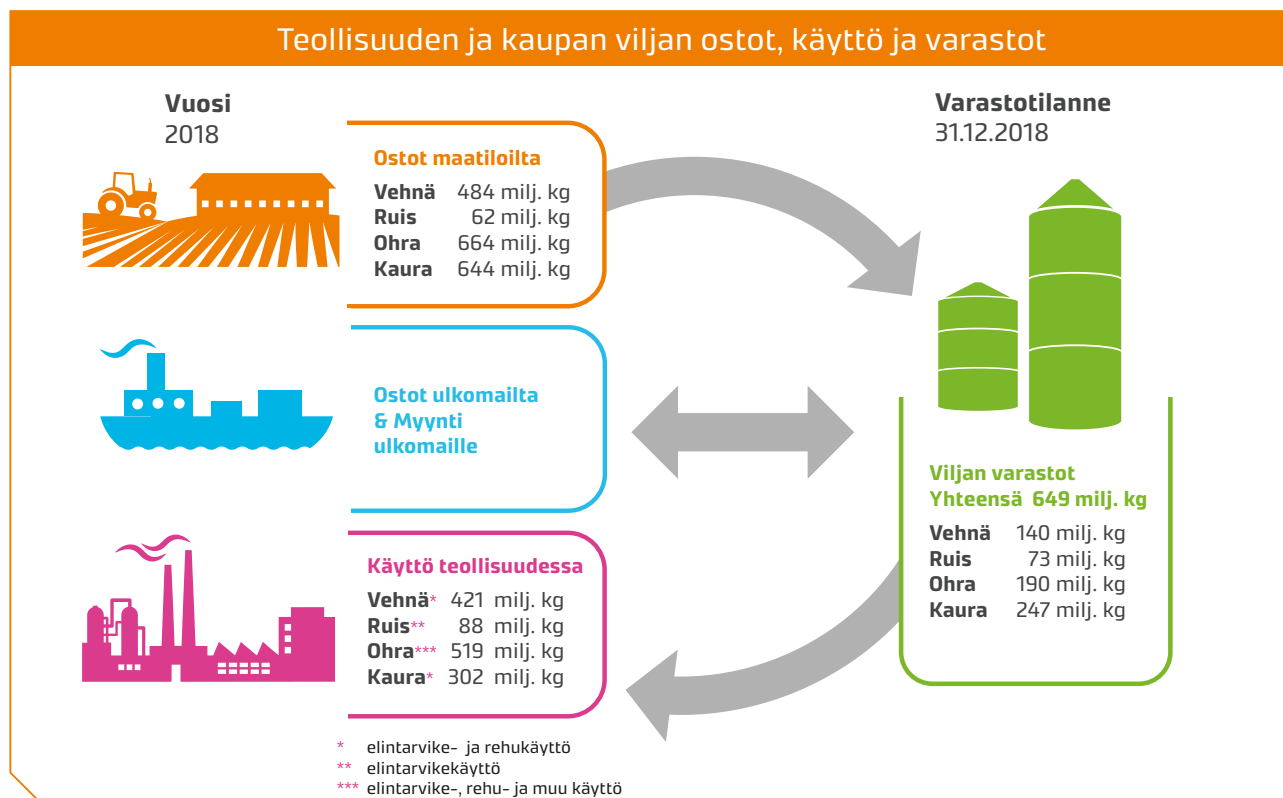 Teollisuuden ja kaupan viljan ostot, käyttö ja varastot
Vuosi
2018
Ostot maatiloilta
Vehnä 484 milj. kg
Ruis 62 milj. kg
Ohra 664 milj. kg
Kaura 644 milj. kg
Ostot ulkomailta
& Myynti
ulkomaille
Käyttö teollisuudessa
Vehnä* 421 milj. kg
Ruis** 88 milj. kg
Ohra*** 519 milj. kg
Kaura* 302 milj. kg
* elintarvike- ja rehukäyttö
** elintarvikekäyttö
*** elintarvike-, rehu- ja muu käyttö
Varastotilanne
31.12.2018
Viljan varastot
Yhteensä 649 milj. kg
Vehnä 140 milj. kg
Ruis 73 milj. kg
Ohra 190 milj. kg
Kaura 247 milj. kg